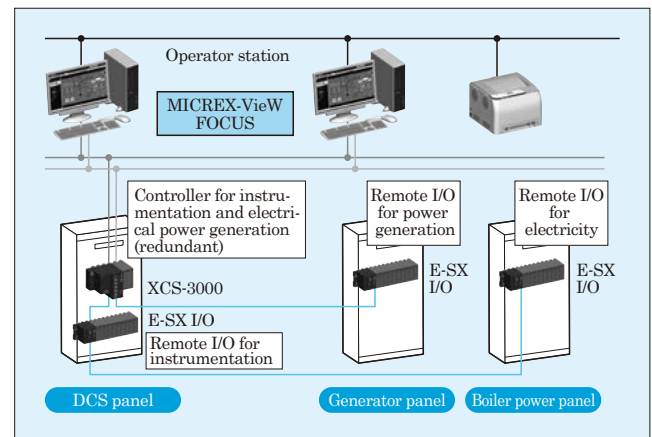 Operator station
MICREX-VieW
FOCUS
Controller for instru-
mentation and electri-
cal power generation
(redundant)
Remote I/O
for power
generation
Remote I/O
for
electricity
XCS-3000
E-SX I/O
Remote I/O for
instrumentation
E-SX
I/O
E-SX
I/O
DCS panel
Generator panel
Boiler power panel